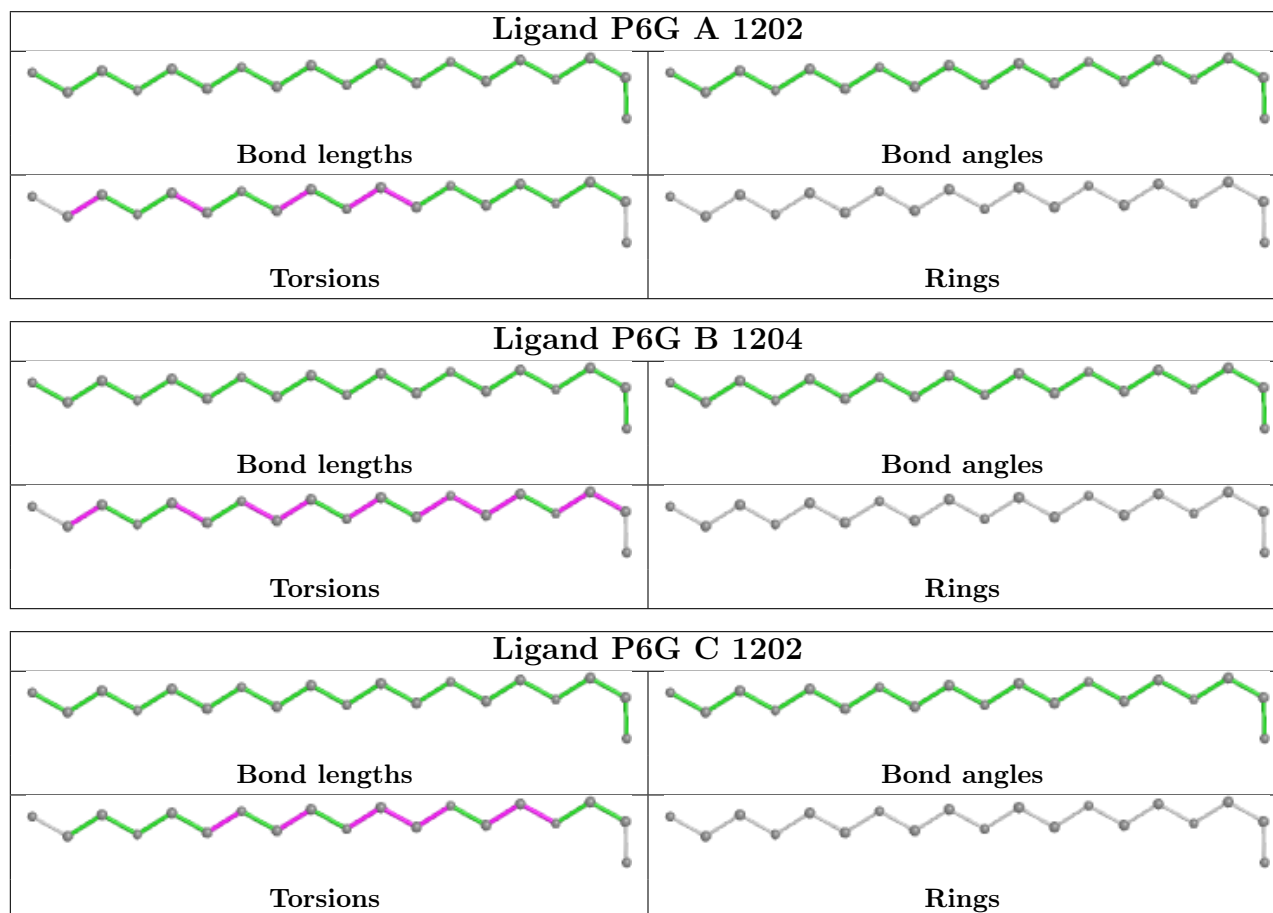 Ligand P6G A 1202
Bond lengths
Bond angles
Torsions
Rings
Ligand P6G B 1204
Bond lengths
Bond angles
Torsions
Rings
Ligand P6G C 1202
Bond lengths
Bond angles
Torsions
Rings